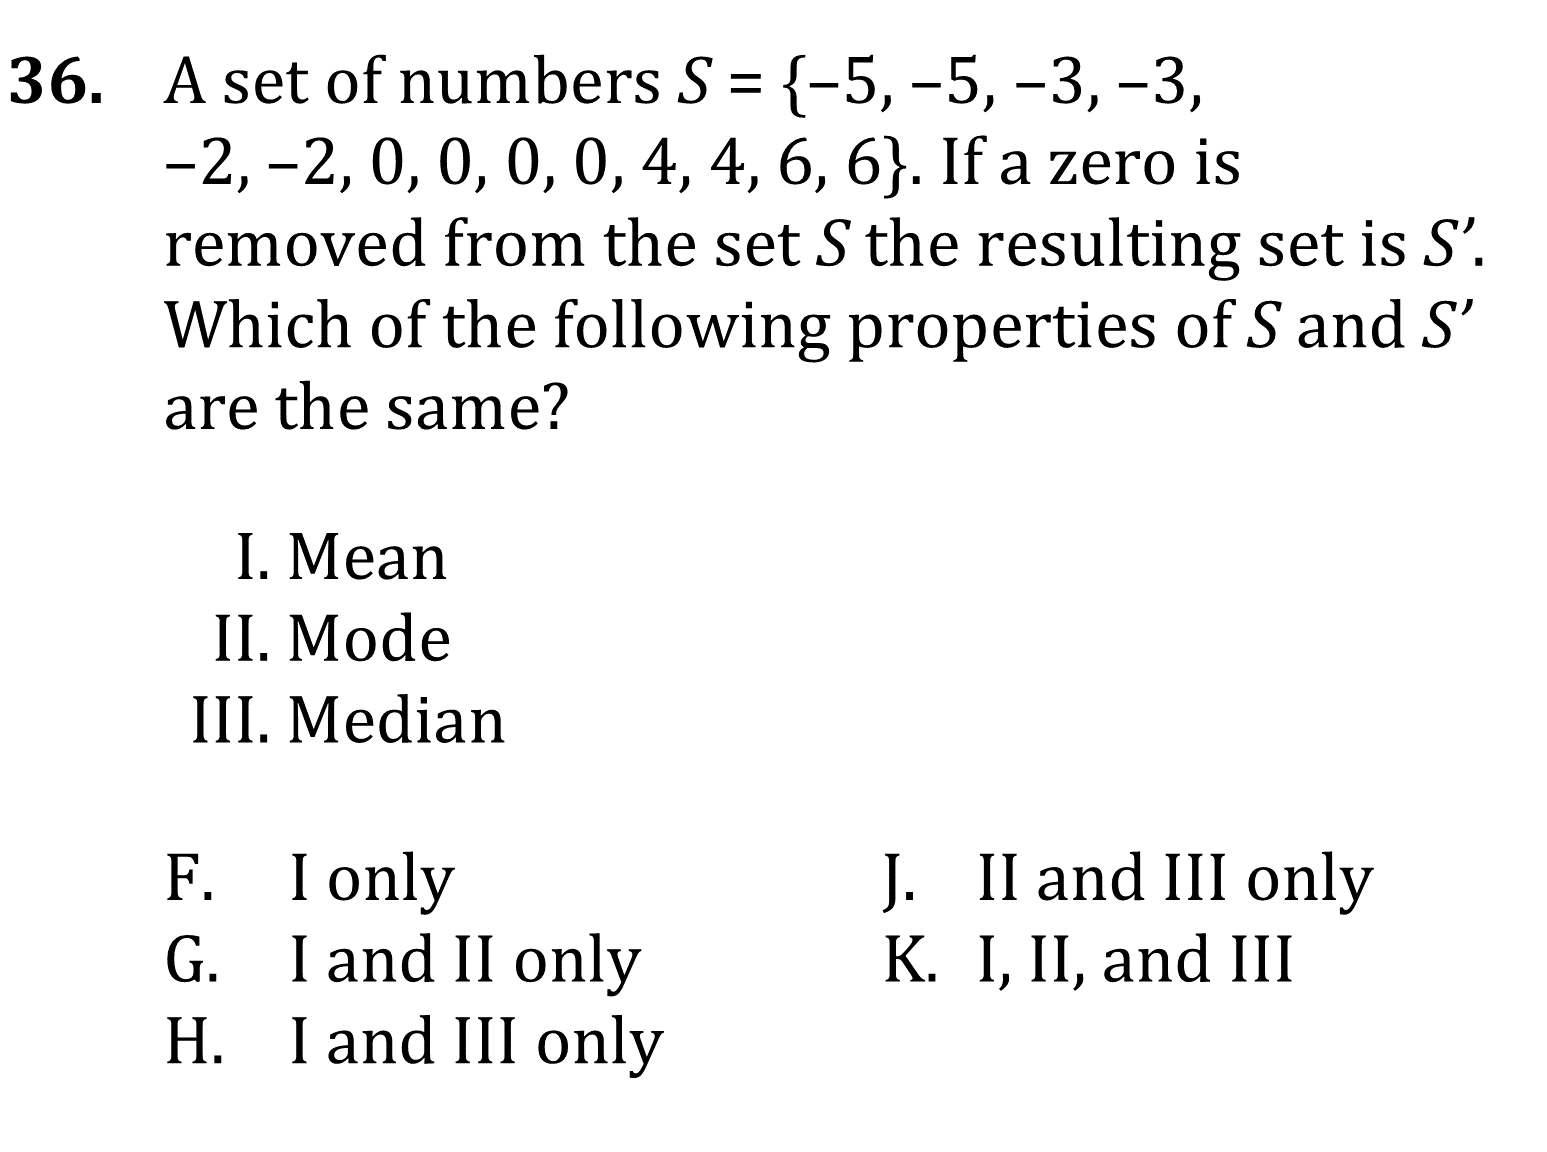 36. A set of numbers S = {–5, –5, –3, –3,
–2, –2, 0, 0, 0, 0, 4, 4, 6, 6}. If a zero is
removed from the set S the resulting set is S’.
Which of the following properties of S and S’
are the same?
I. Mean
II. Mode
III. Median
F. I only
G. I and II only
H. I and III only
J. II and III only
K. I, II, and III